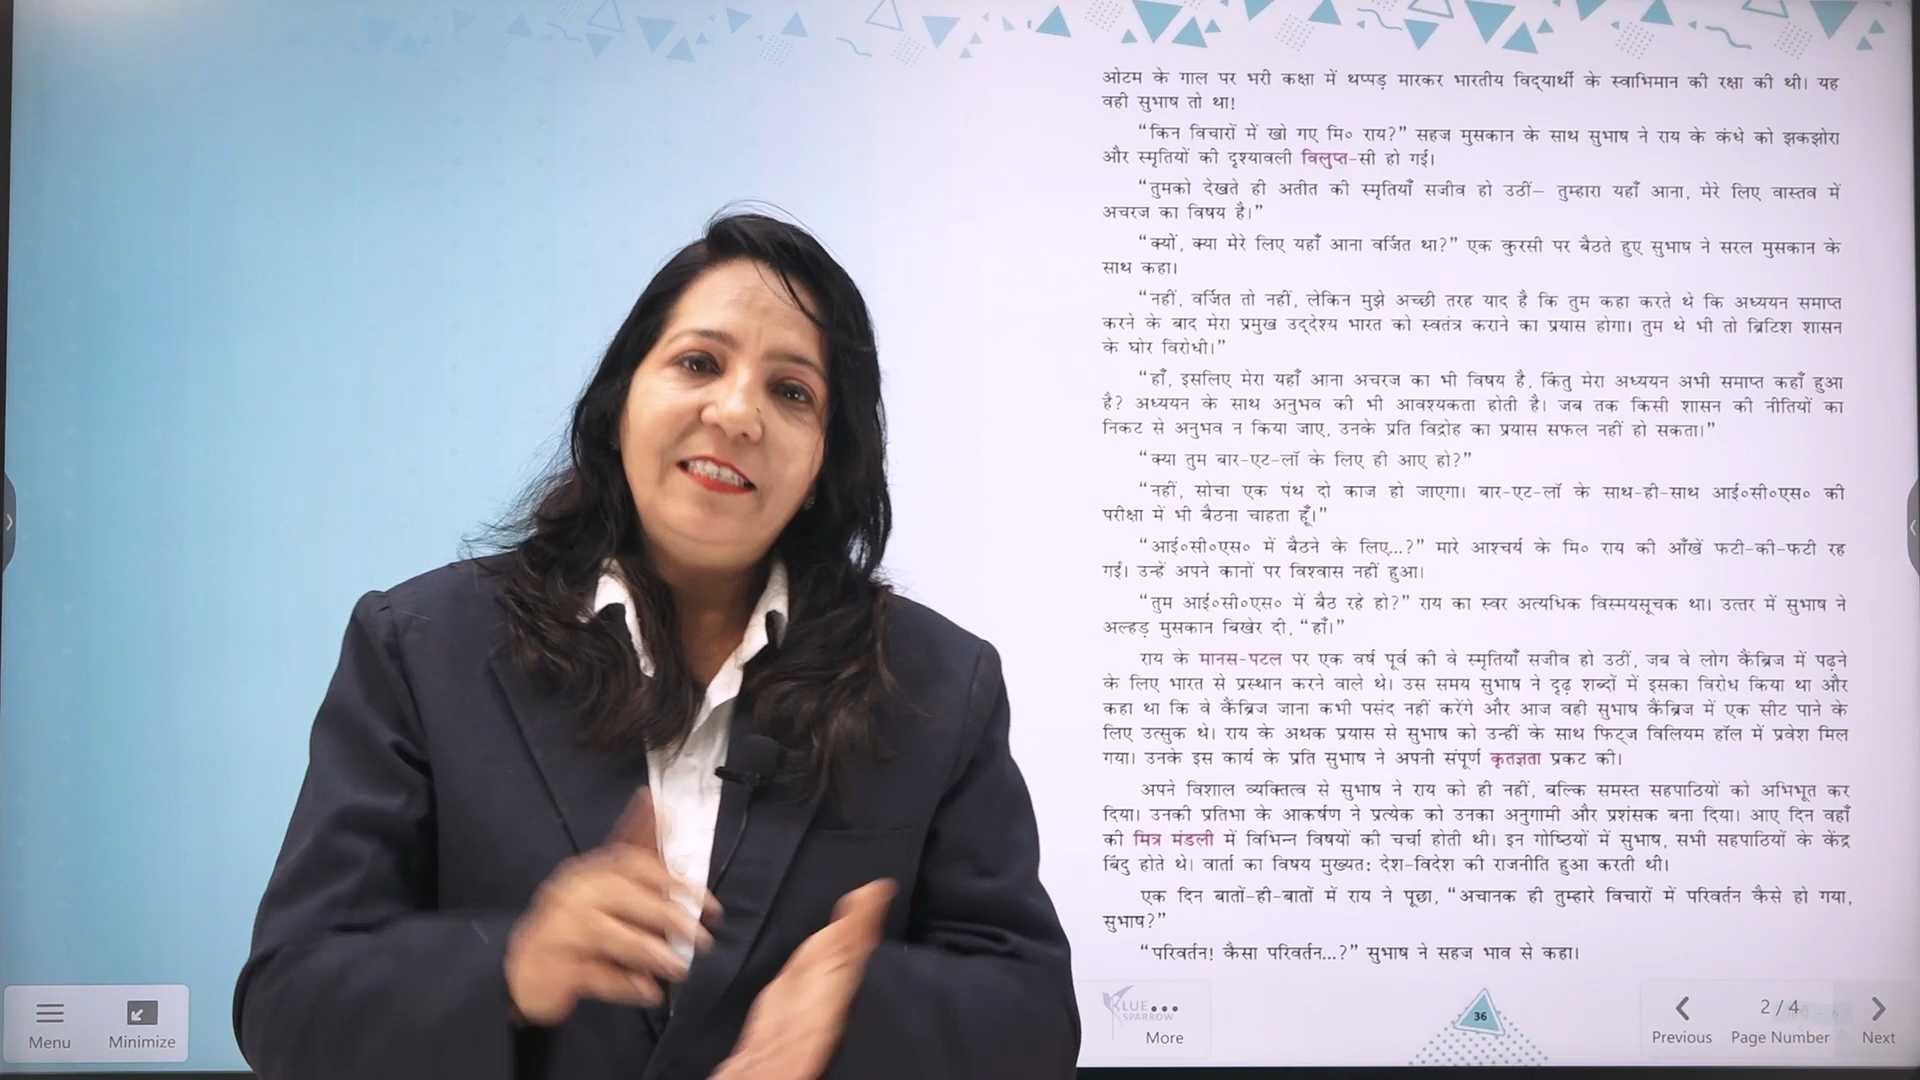 ओटम के गाल पर भरी कक्षा में थप्पड़ मारकर भारतीय विद्यार्थी के स्वाभिमान की रक्षा की थी। यह
वही सुभाष तो था!
“किन विचारों में खो गए मि० राय?” सहज मुसकान के साथ सुभाष ने राय के कंधे को झकझोरा
और स्मृतियों की दृश्यावली विलुप्त-सी हो गई।
“तुमको देखते ही अतीत की स्मृतियाँ सजीव हो उठीं– तुम्हारा यहाँ आना, मेरे लिए वास्तव में
अचरज का विषय है।”
“क्यों, क्या मेरे लिए यहाँ आना वर्जित था?” एक कुरसी पर बैठते हुए सुभाष ने सरल मुसकान के
साथ कहा।
“नहीं, वर्जित तो नहीं, लेकिन मुझे अच्छी तरह याद है कि तुम कहा करते थे कि अध्ययन समाप्त
करने के बाद मेरा प्रमुख उद्देश्य भारत को स्वतंत्र कराने का प्रयास होगा। तुम थे भी तो ब्रिटिश शासन
के घोर विरोधी।”
“हाँ, इसलिए मेरा यहाँ आना अचरज का भी विषय है, किंतु मेरा अध्ययन अभी समाप्त कहाँ हुआ
है? अध्ययन के साथ अनुभव की भी आवश्यकता होती है। जब तक किसी शासन की नीतियों का
निकट से अनुभव न किया जाए, उनके प्रति विद्रोह का प्रयास सफल नहीं हो सकता।”
“क्या तुम बार-एट-लॉ के लिए ही आए हो?”
“नहीं, सोचा एक पंथ दो काज हो जाएगा। बार-एट-लॉ के साथ-ही-साथ आई०सी०एस० की
परीक्षा में भी बैठना चाहता हूँ।”
“आई०सी०एस० में बैठने के लिए...?” मारे आश्चर्य के मि० राय की आँखें फटी-की-फटी रह
गईं। उन्हें अपने कानों पर विश्वास नहीं हुआ।
“तुम आई०सी०एस० में बैठ रहे हो?” राय का स्वर अत्यधिक विस्मयसूचक था। उत्तर में सुभाष ने
अल्हड़ मुसकान बिखेर दी, “हाँ।”
राय के मानस-पटल पर एक वर्ष पूर्व की वे स्मृतियाँ सजीव हो उठीं, जब वे लोग कैंब्रिज में पढ़ने
के लिए भारत से प्रस्थान करने वाले थे। उस समय सुभाष ने दृढ़ शब्दों में इसका विरोध किया था और
कहा था कि वे कैंब्रिज जाना कभी पसंद नहीं करेंगे और आज वही सुभाष कैंब्रिज में एक सीट पाने के
लिए उत्सुक थे। राय के अथक प्रयास से सुभाष को उन्हीं के साथ फिट्ज विलियम हॉल में प्रवेश मिल
गया। उनके इस कार्य के प्रति सुभाष ने अपनी संपूर्ण कृतज्ञता प्रकट की।
अपने विशाल व्यक्तित्व से सुभाष ने राय को ही नहीं, बल्कि समस्त सहपाठियों को अभिभूत कर
दिया। उनकी प्रतिभा के आकर्षण ने प्रत्येक को उनका अनुगामी और प्रशंसक बना दिया। आए दिन वहाँ
की मित्र मंडली में विभिन्न विषयों की चर्चा होती थी। इन गोष्ठियों में सुभाष, सभी सहपाठियों के केंद्र
बिंदु होते थे। वार्ता का विषय मुख्यत: देश-विदेश की राजनीति हुआ करती थी।
एक दिन बातों-ही-बातों में राय ने पूछा, “अचानक ही तुम्हारे विचारों में परिवर्तन कैसे हो गया,
सुभाष?”
“परिवर्तन! कैसा परिवर्तन...?” सुभाष ने सहज भाव से कहा।
Menu
Minimize
BLUE
SPARROW
More
36
Previous
2 / 4
Page Number
Next